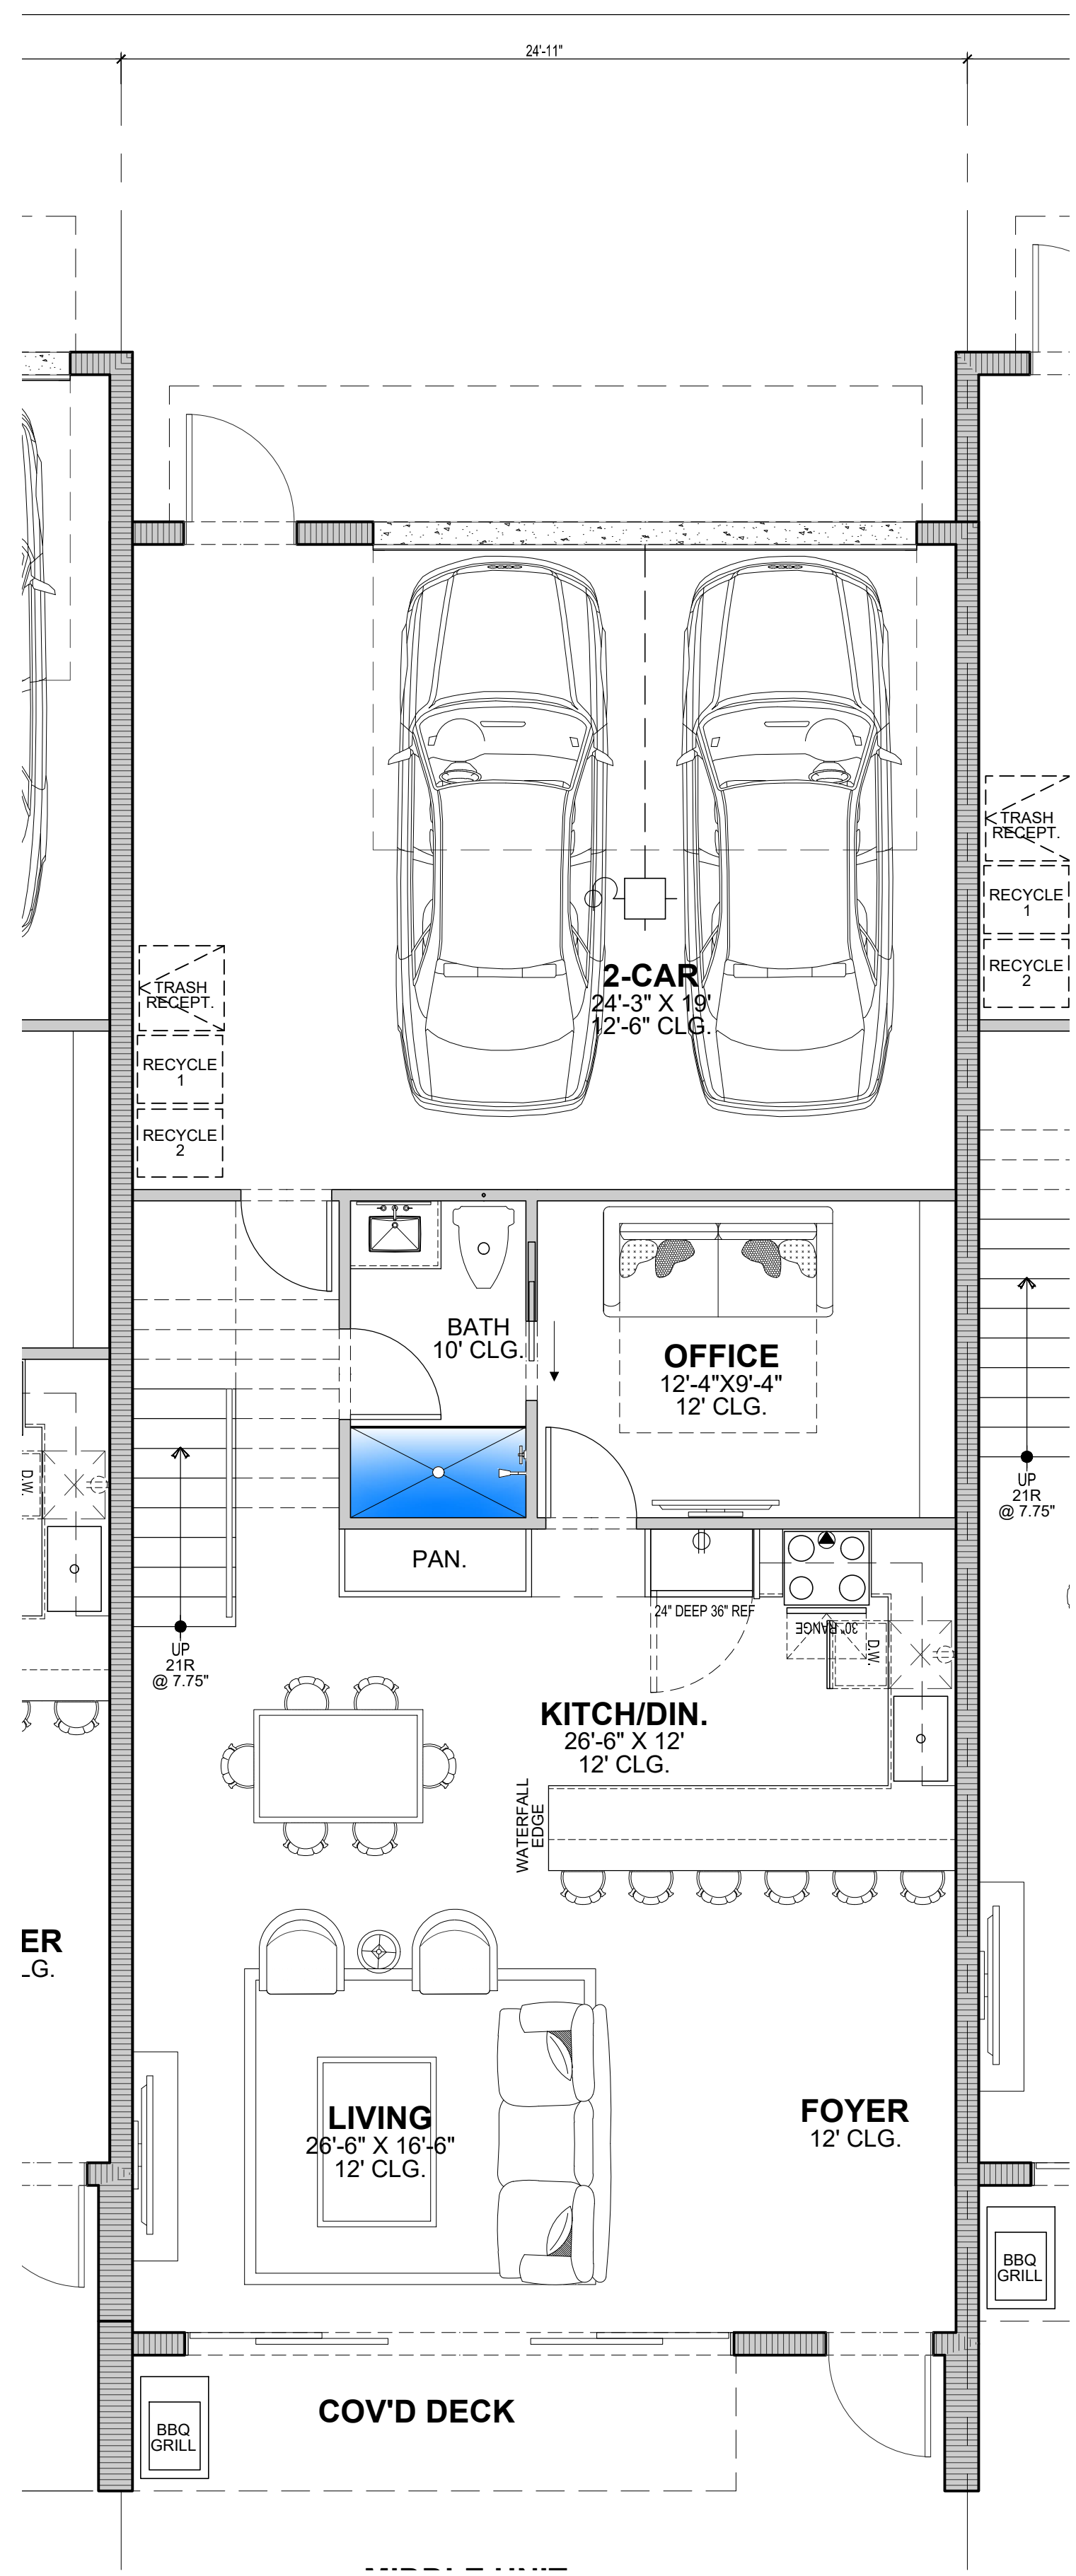 24'-11"
TRASH
RECEPT.
RECYCLE
1
RECYCLE
2
2-CAR
24'-3" X 19'
12'-6" CLG.
TRASH
RECEPT.
RECYCLE
1
RECYCLE
2
BATH
10' CLG.
OFFICE
12'-4"X9'-4"
12' CLG.
D.W.
UP
21R
@ 7.75"
PAN.
24" DEEP 36" REF
30" RANGE
D.W.
UP
21R
@ 7.75"
KITCH/DIN.
26'-6" X 12'
12' CLG.
WATERFALL
EDGE
ER
LG.
LIVING
26'-6" X 16'-6"
12' CLG.
FOYER
12' CLG.
BBQ
GRILL
COV'D DECK
BBQ
GRILL